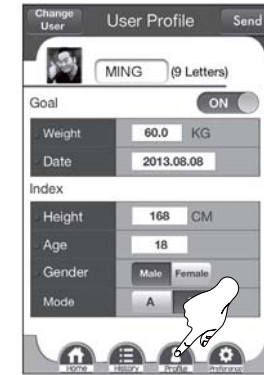 Change User User Profile Send
MING (9 Letters)
Goal ON
Weight 60.0 KG
Date 2013.08.08
Index
Height 168 CM
Age 18
Gender Male Female
Mode A
Home History Profile Preference